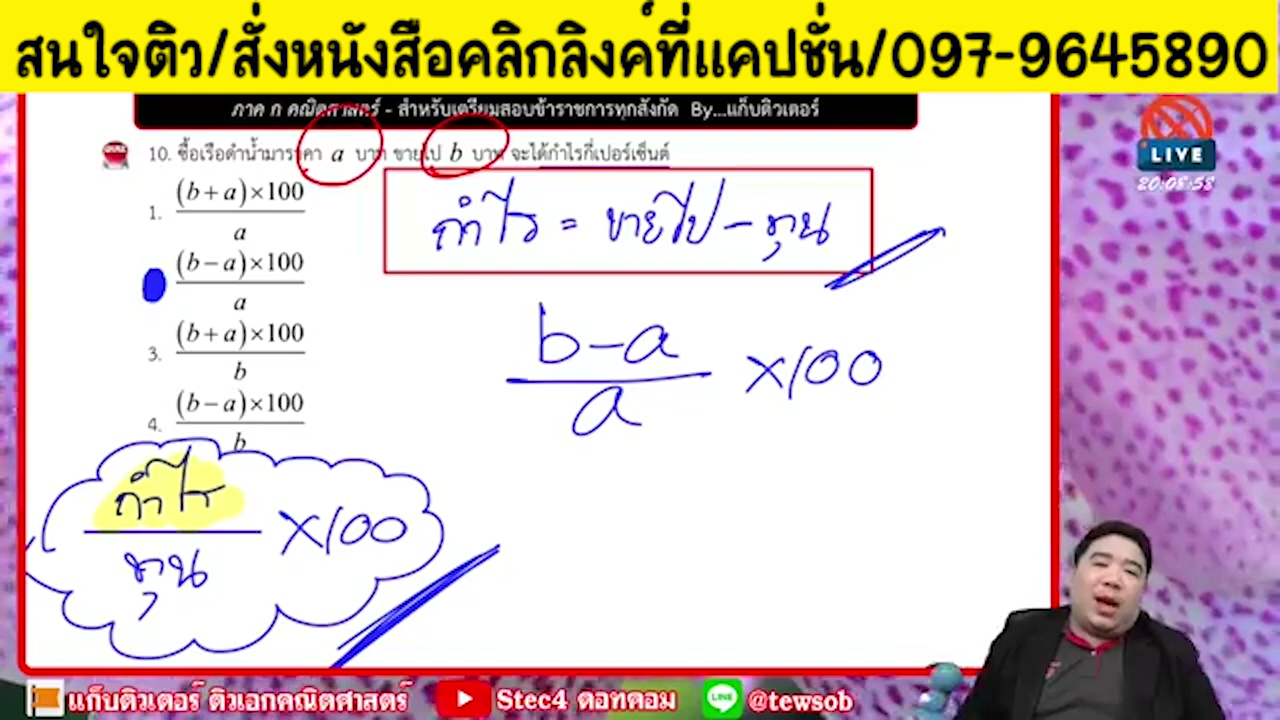 สนใจติว/สั่งหนังสือคลิกลิงค์ที่แคปชั่น/097-9645890
ภาค ก คณิตศาสตร์ - สำหรับเตรียมสอบข้าราชการทุกสังกัด By...แก็บติวเตอร์
LIVE
20:08:58
10. ซื้อเรือดำน้ำมาราคา a บาท ขายไป b บาท จะได้กำไรกี่เปอร์เซ็นต์
1. (b+a)×100 / a
(b−a)×100 / a
3. (b+a)×100 / b
4. (b−a)×100 / b
กำไร = ขายไป − ทุน
b−a / a ×100
กำไร / ทุน ×100
แก็บติวเตอร์ ติวเอกคณิตศาสตร์ Stec4 ดอทคอม LINE @tewsob